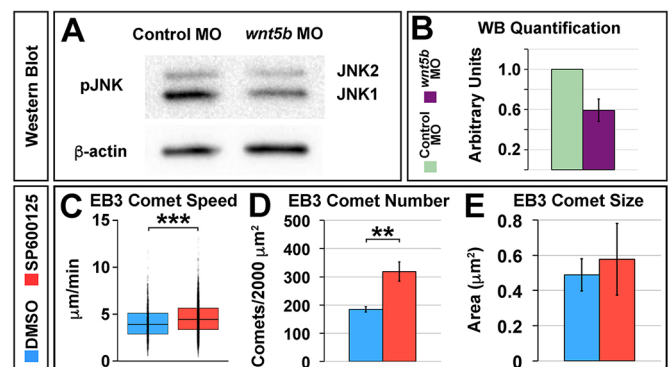 Western Blot
A
Control MO
wnt5b MO
pJNK
JNK2
JNK1
β-actin
B
WB Quantification
Control MO
wnt5b MO
Arbitrary Units
1.0
0.6
0.2
DMSO
SP600125
C
EB3 Comet Speed
μm/min
15
10
5
0
***
D
EB3 Comet Number
Comets/2000 μm²
500
400
300
200
100
0
**
E
EB3 Comet Size
Area (μm²)
0.8
0.6
0.4
0.2
0